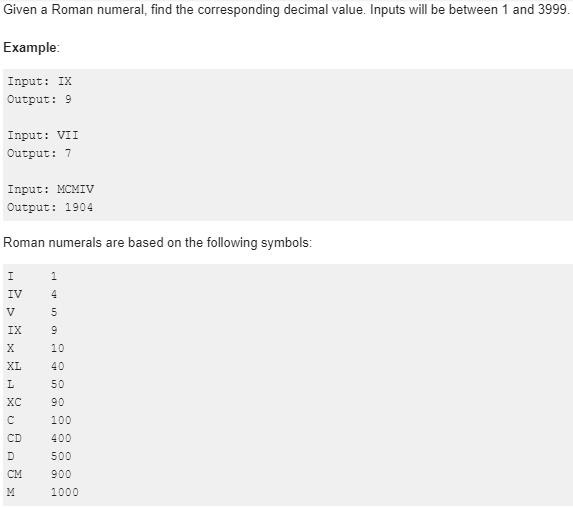 Given a Roman numeral, find the corresponding decimal value. Inputs will be between 1 and 3999.
Example:
Input: IX
Output: 9
Input: VII
Output: 7
Input: MCMIV
Output: 1904
Roman numerals are based on the following symbols:
I 1
IV 4
V 5
IX 9
X 10
XL 40
L 50
XC 90
C 100
CD 400
D 500
CM 900
M 1000